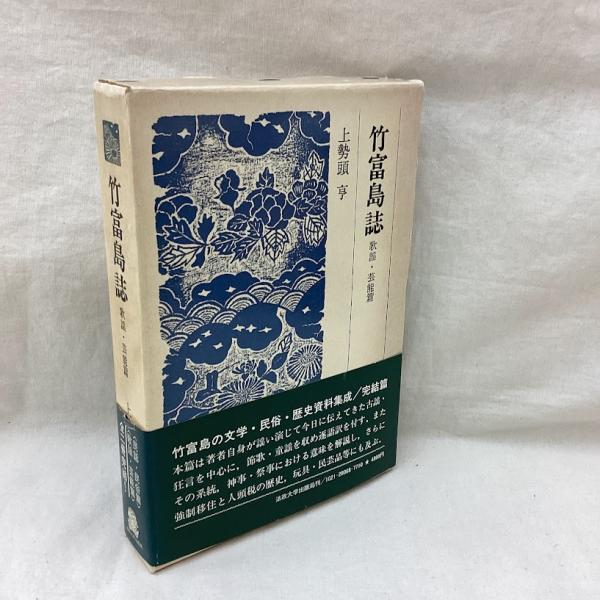 竹富島誌
歌謡・芸能篇
上勢頭 亨
竹富島の文学・民俗・歴史資料集成/完結篇
本篇は著者自身が謡い演じて今日に伝えてきた古謡・
狂言を中心に，節歌・童謡を収め逐語訳を付す、また
その系統，神事・祭事における意味を解説し，さらに
強制移住と人頭税の歴史，玩具・民芸品等にも及ぶ。
法政大学出版局刊
竹富島誌
歌謡・芸能篇
上